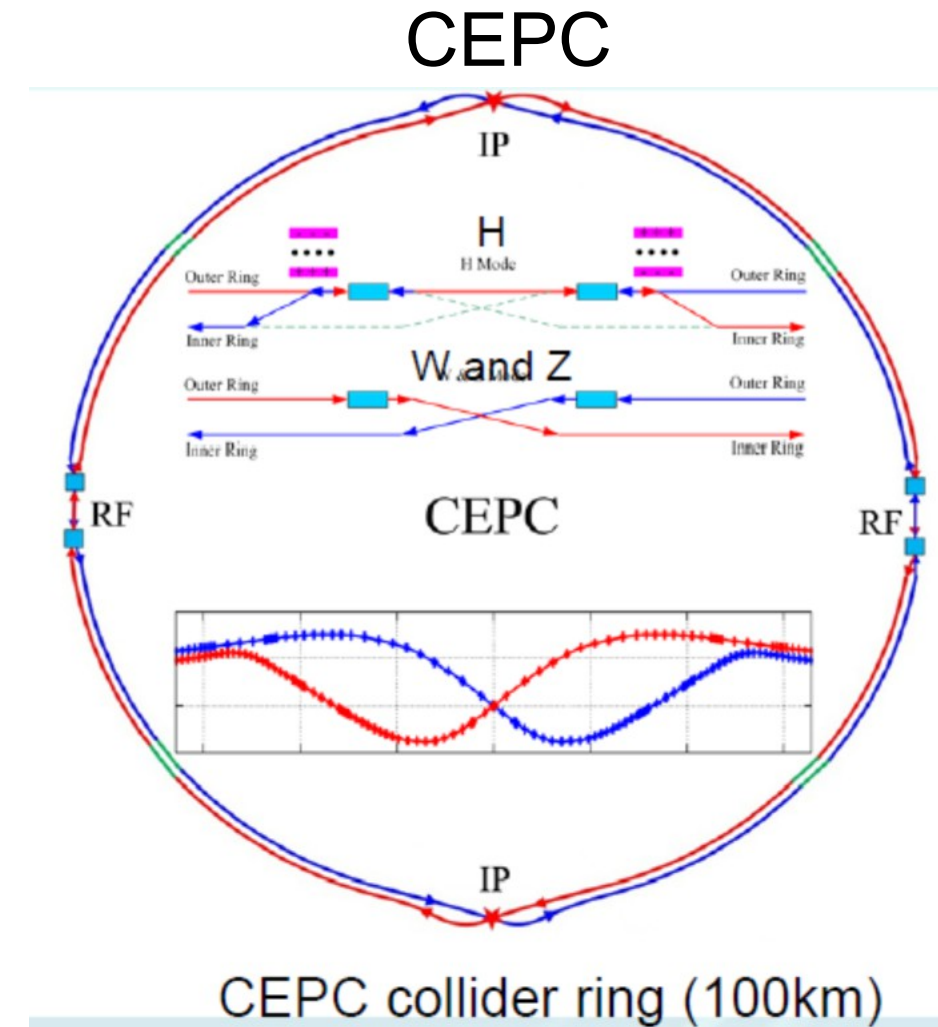 CEPC
IP
H
H Mode
Outer Ring
Outer Ring
Inner Ring
Inner Ring
W and Z
Outer Ring
Outer Ring
Inner Ring
Inner Ring
RF
CEPC
RF
IP
CEPC collider ring (100km)